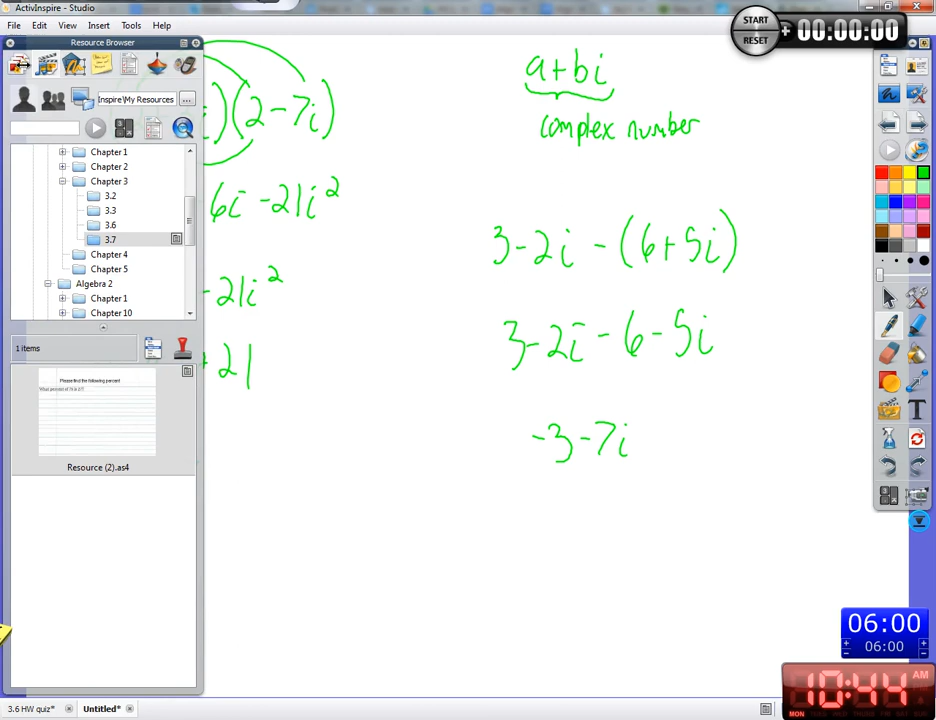 ActivInspire - Studio
File Edit View Insert Tools Help
Resource Browser
Inspire\My Resources ...
Chapter 1
Chapter 2
Chapter 3
3.2
3.3
3.6
3.7
Chapter 4
Chapter 5
Algebra 2
Chapter 1
Chapter 10
1 items
Please find the following percent
Resource (2).as4
3.6 HW quiz*
Untitled*
)(2-7i)
6i -21i²
-21i²
+21
a+bi
complex number
3-2i -(6+5i)
3-2i-6-5i
-3-7i
START
RESET
00:00:00
06:00
06:00
10:44 AM
MON